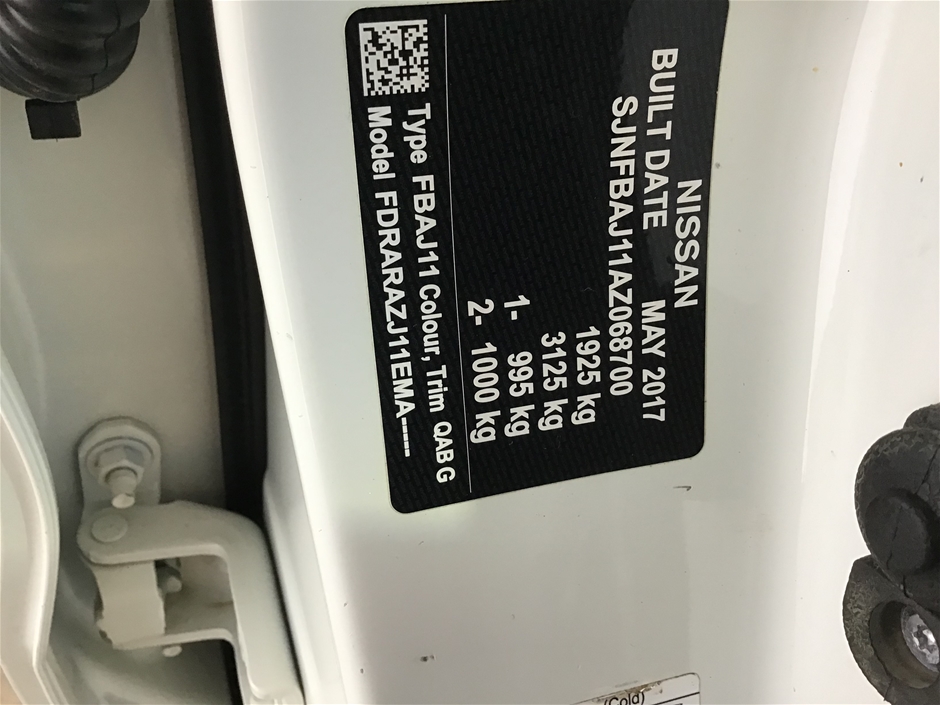 NISSAN
BUILT DATE MAY 2017
SJNFBAJ11AZ068700
1925 kg
3125 kg
1- 995 kg
2- 1000 kg
Type FBAJ11 Colour, Trim QAB G
Model FDRARAZJ11EMA-----
(Cold)